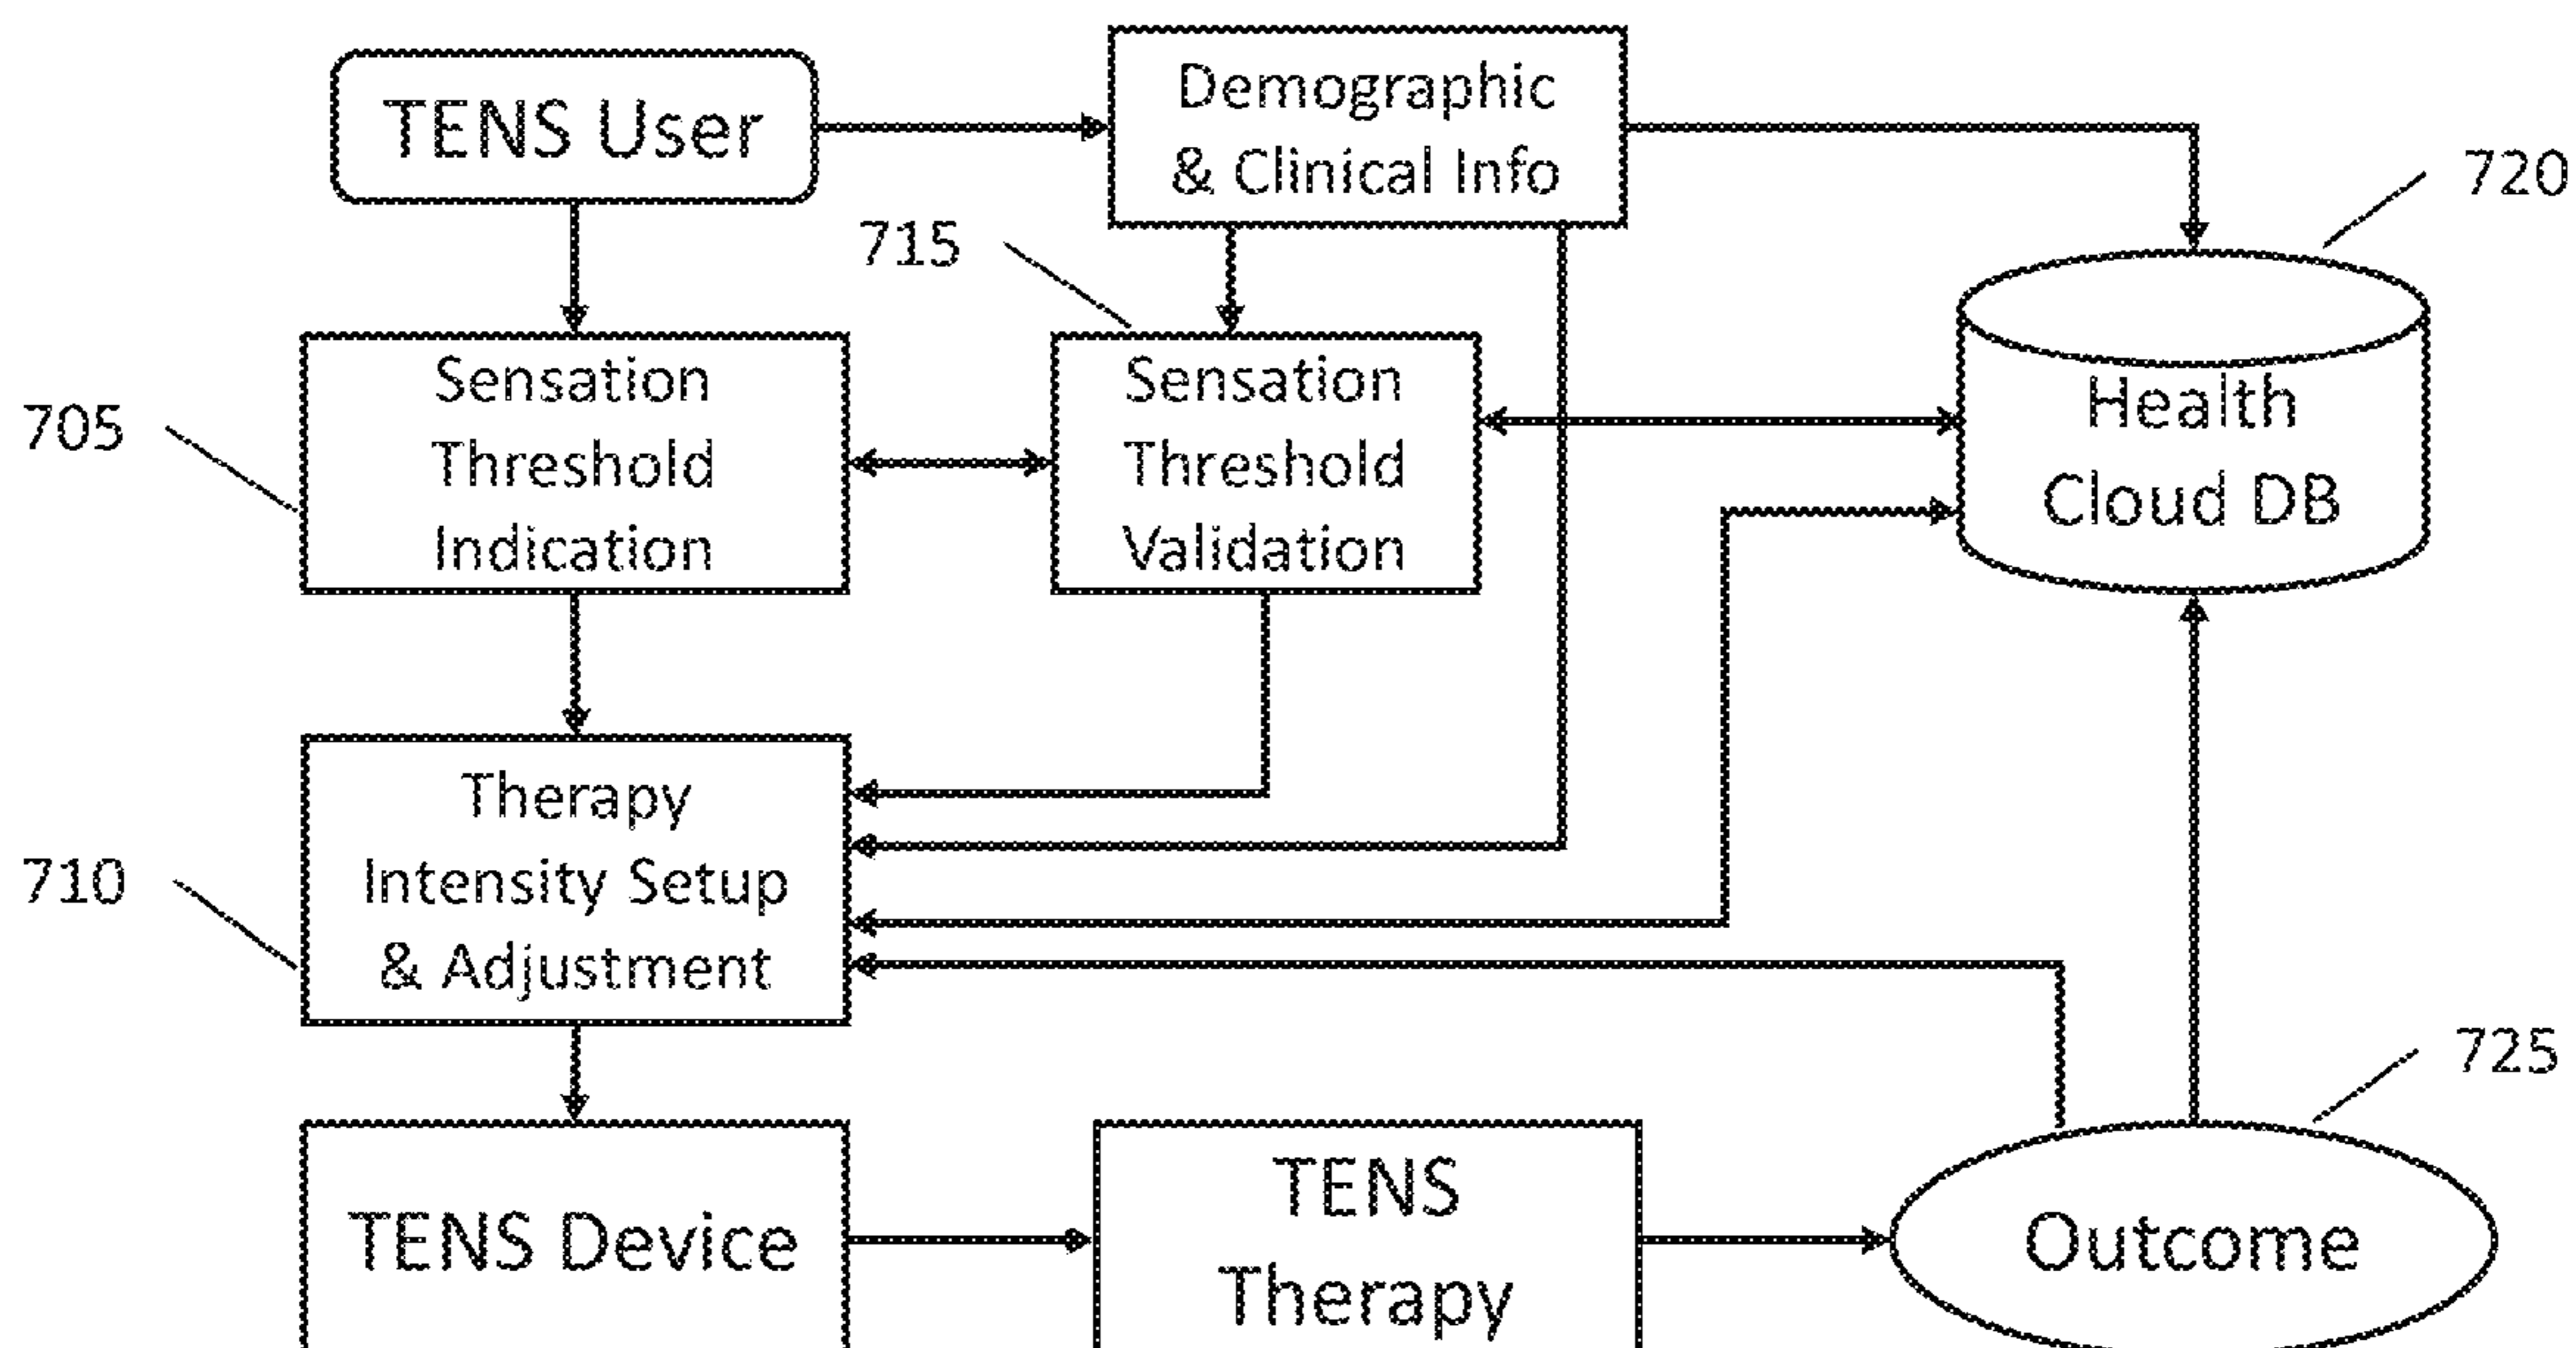 TENS User
Demographic
& Clinical Info
720
715
705
Sensation
Threshold
Indication
Sensation
Threshold
Validation
Health
Cloud DB
710
Therapy
Intensity Setup
& Adjustment
725
TENS Device
TENS
Therapy
Outcome